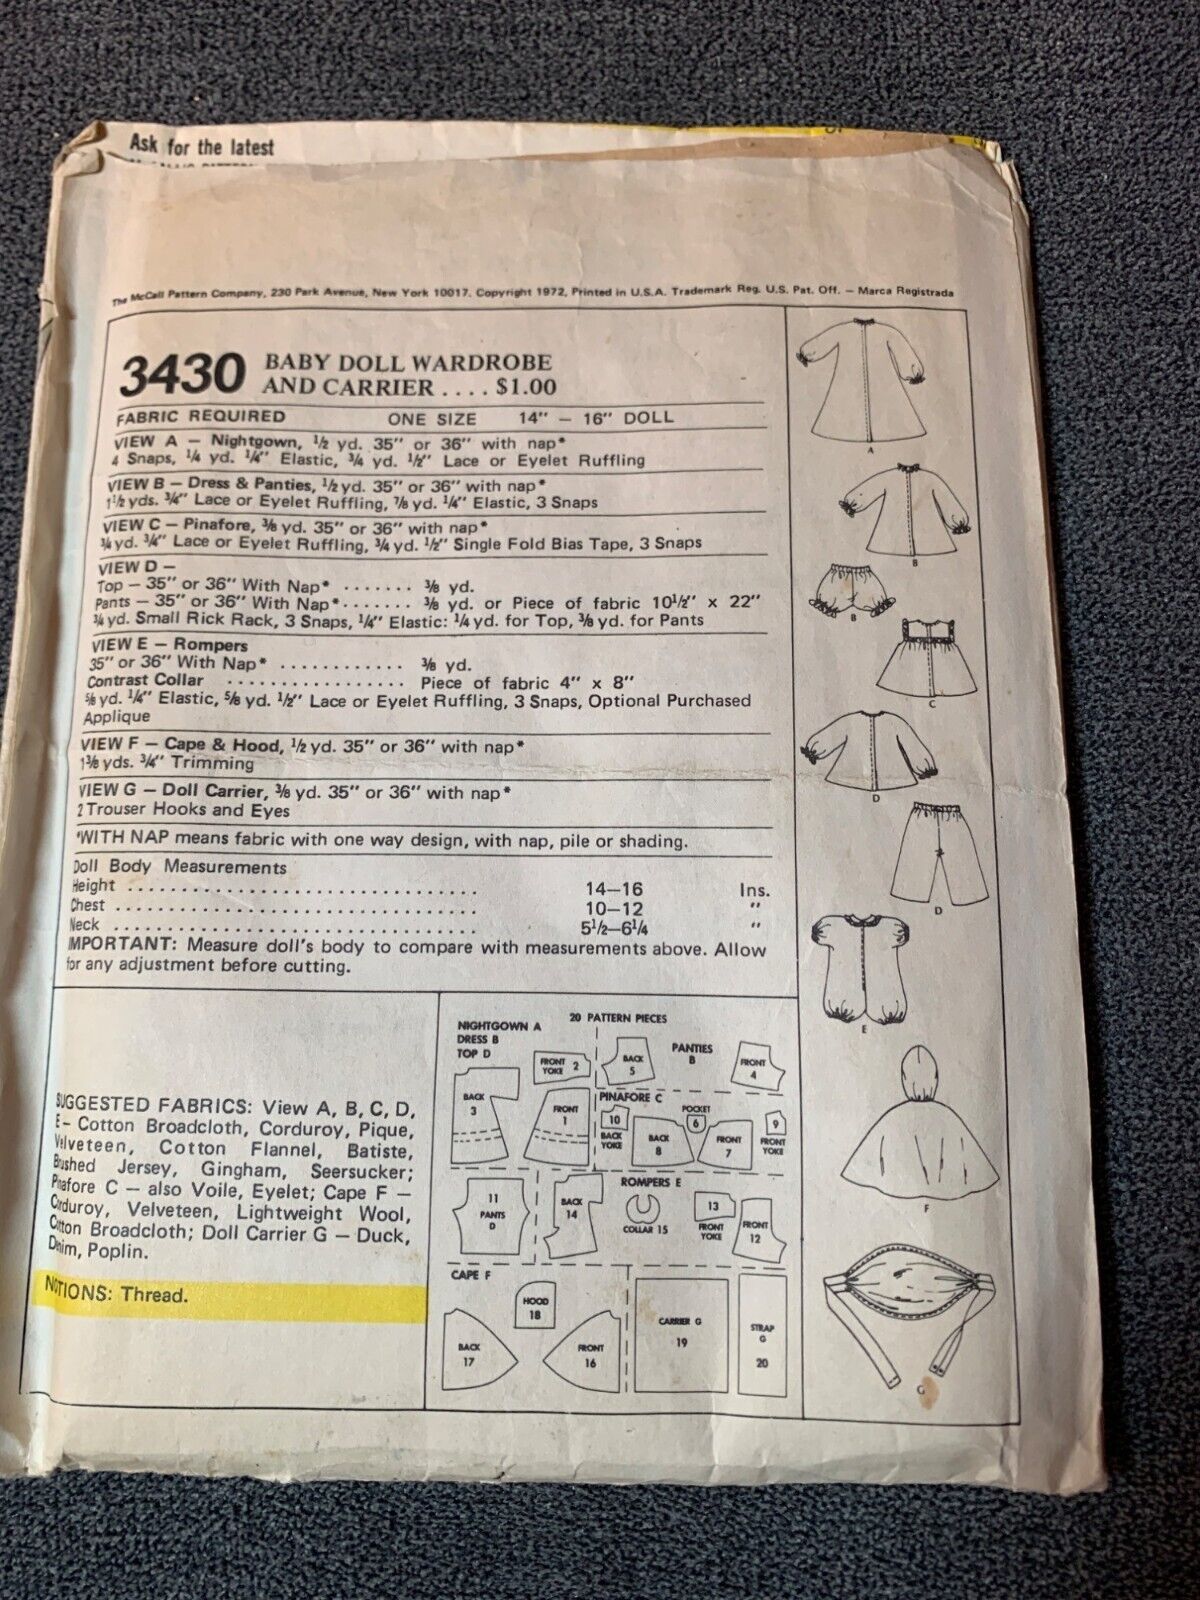 Ask for the latest
The McCall Pattern Company, 230 Park Avenue, New York 10017. Copyright 1972, Printed in U.S.A. Trademark Reg. U.S. Pat. Off. — Marca Registrada
3430 BABY DOLL WARDROBE
AND CARRIER .... $1.00
FABRIC REQUIRED ONE SIZE 14" — 16" DOLL
VIEW A — Nightgown, 1/2 yd. 35" or 36" with nap*
4 Snaps, 1/4 yd. 1/4" Elastic, 3/4 yd. 1/2" Lace or Eyelet Ruffling
VIEW B — Dress & Panties, 1/2 yd. 35" or 36" with nap*
1 1/2 yds. 3/4" Lace or Eyelet Ruffling, 7/8 yd. 1/4" Elastic, 3 Snaps
VIEW C — Pinafore, 3/8 yd. 35" or 36" with nap*
3/4 yd. 3/4" Lace or Eyelet Ruffling, 3/4 yd. 1/2" Single Fold Bias Tape, 3 Snaps
VIEW D —
Top — 35" or 36" With Nap* ....... 3/8 yd.
Pants — 35" or 36" With Nap* ....... 3/8 yd. or Piece of fabric 10 1/2" x 22"
3/4 yd. Small Rick Rack, 3 Snaps, 1/4" Elastic: 1/4 yd. for Top, 3/8 yd. for Pants
VIEW E — Rompers
35" or 36" With Nap* ............ 3/8 yd.
Contrast Collar ................. Piece of fabric 4" x 8"
5/8 yd. 1/4" Elastic, 5/8 yd. 1/2" Lace or Eyelet Ruffling, 3 Snaps, Optional Purchased
Applique
VIEW F — Cape & Hood, 1/2 yd. 35" or 36" with nap*
1 3/8 yds. 3/4" Trimming
VIEW G — Doll Carrier, 3/8 yd. 35" or 36" with nap*
2 Trouser Hooks and Eyes
*WITH NAP means fabric with one way design, with nap, pile or shading.
Doll Body Measurements
Height ................................ 14—16 Ins.
Chest ................................. 10—12 "
Neck .................................. 5 1/2—6 1/4 "
IMPORTANT: Measure doll's body to compare with measurements above. Allow
for any adjustment before cutting.
SUGGESTED FABRICS: View A, B, C, D,
E — Cotton Broadcloth, Corduroy, Pique,
Velveteen, Cotton Flannel, Batiste,
Brushed Jersey, Gingham, Seersucker;
Pinafore C — also Voile, Eyelet; Cape F —
Corduroy, Velveteen, Lightweight Wool,
Cotton Broadcloth; Doll Carrier G — Duck,
Denim, Poplin.
NOTIONS: Thread.
20 PATTERN PIECES
NIGHTGOWN A
DRESS B
TOP D
FRONT YOKE 2
BACK 3
FRONT 1
PANTIES
B
BACK 5
FRONT 4
PINAFORE C
10
BACK YOKE
BACK 8
POCKET 6
FRONT 7
9
FRONT YOKE
11
PANTS
D
ROMPERS E
BACK 14
COLLAR 15
13
FRONT YOKE
FRONT 12
CAPE F
HOOD 18
BACK 17
FRONT 16
CARRIER G
19
STRAP
G
20
A
B
B
C
D
D
E
F
G